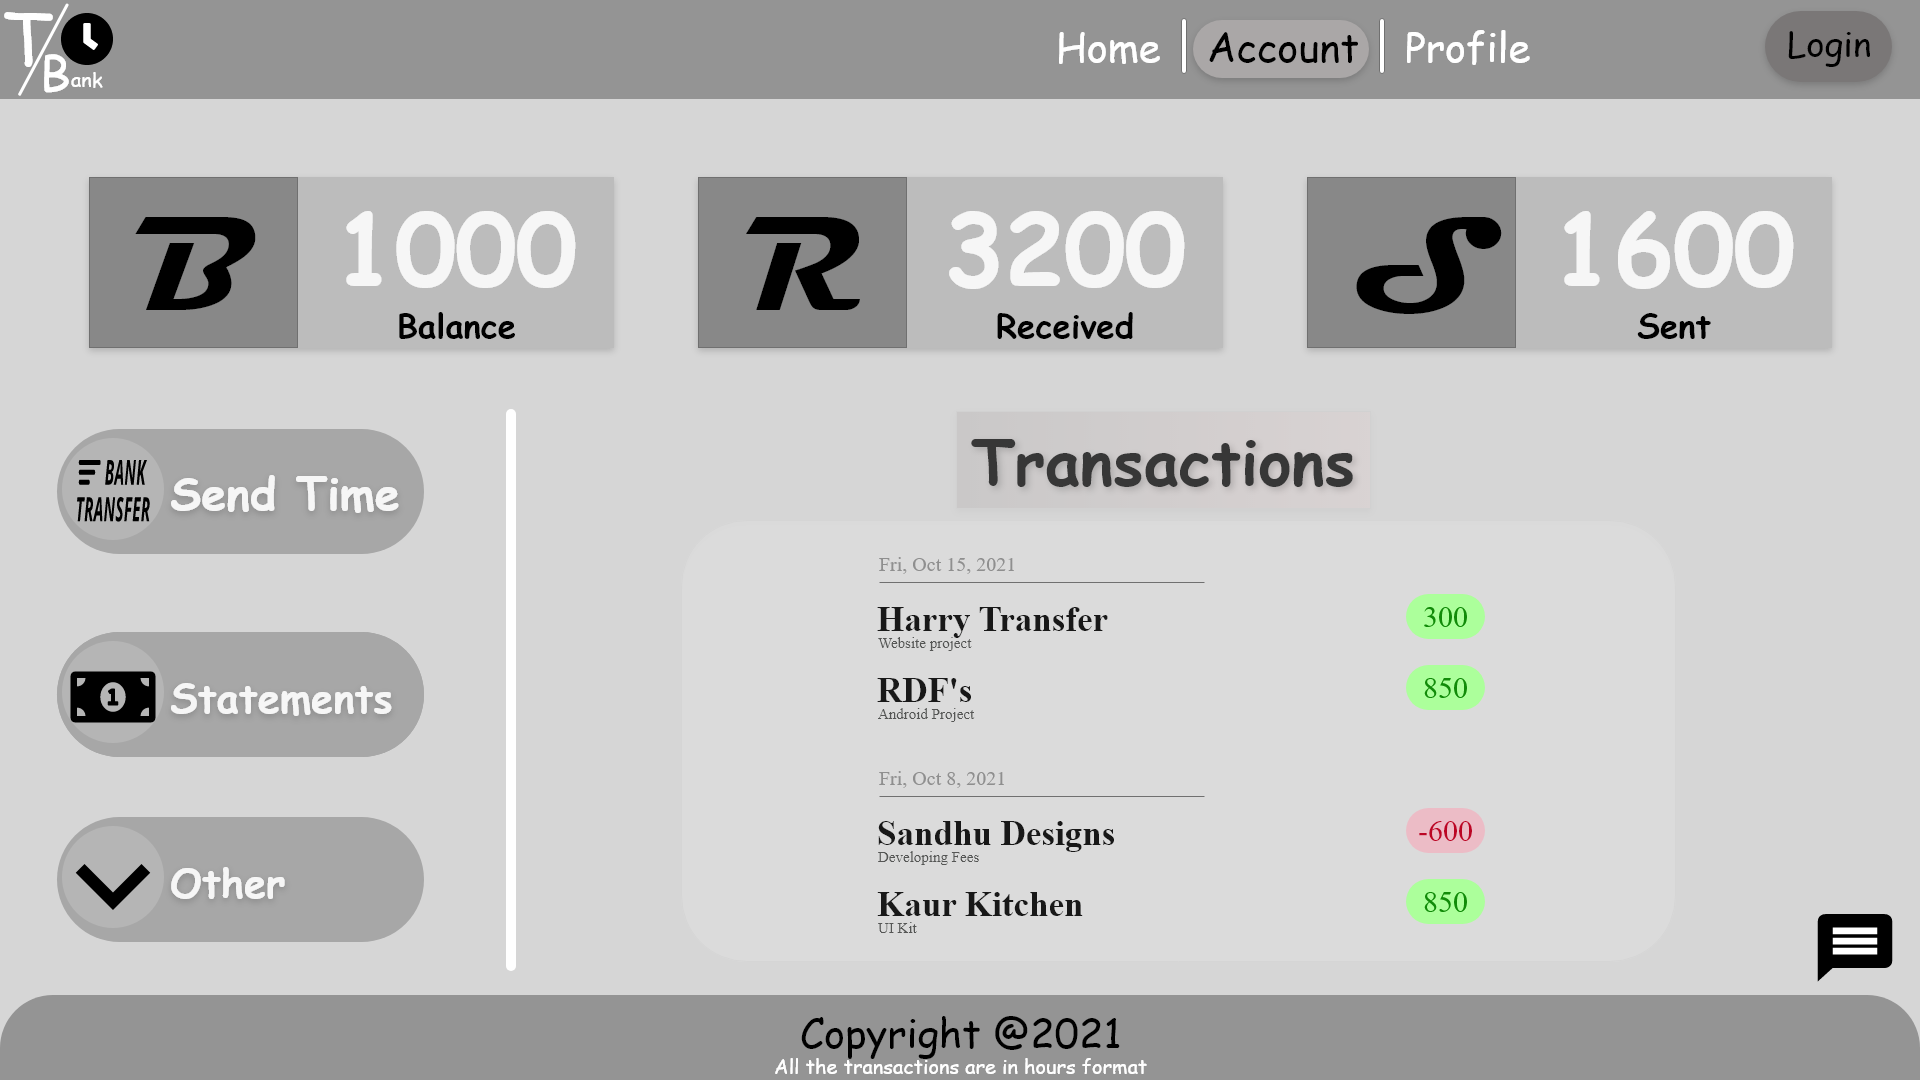 T/Bank
Home
Account
Profile
Login
B
1000
Balance
R
3200
Received
S
1600
Sent
BANK
TRANSFER
Send Time
1
Statements
Other
Transactions
Fri, Oct 15, 2021
Harry Transfer
300
Website project
RDF's
850
Android Project
Fri, Oct 8, 2021
Sandhu Designs
-600
Developing Fees
Kaur Kitchen
850
UI Kit
Copyright @2021
All the transactions are in hours format